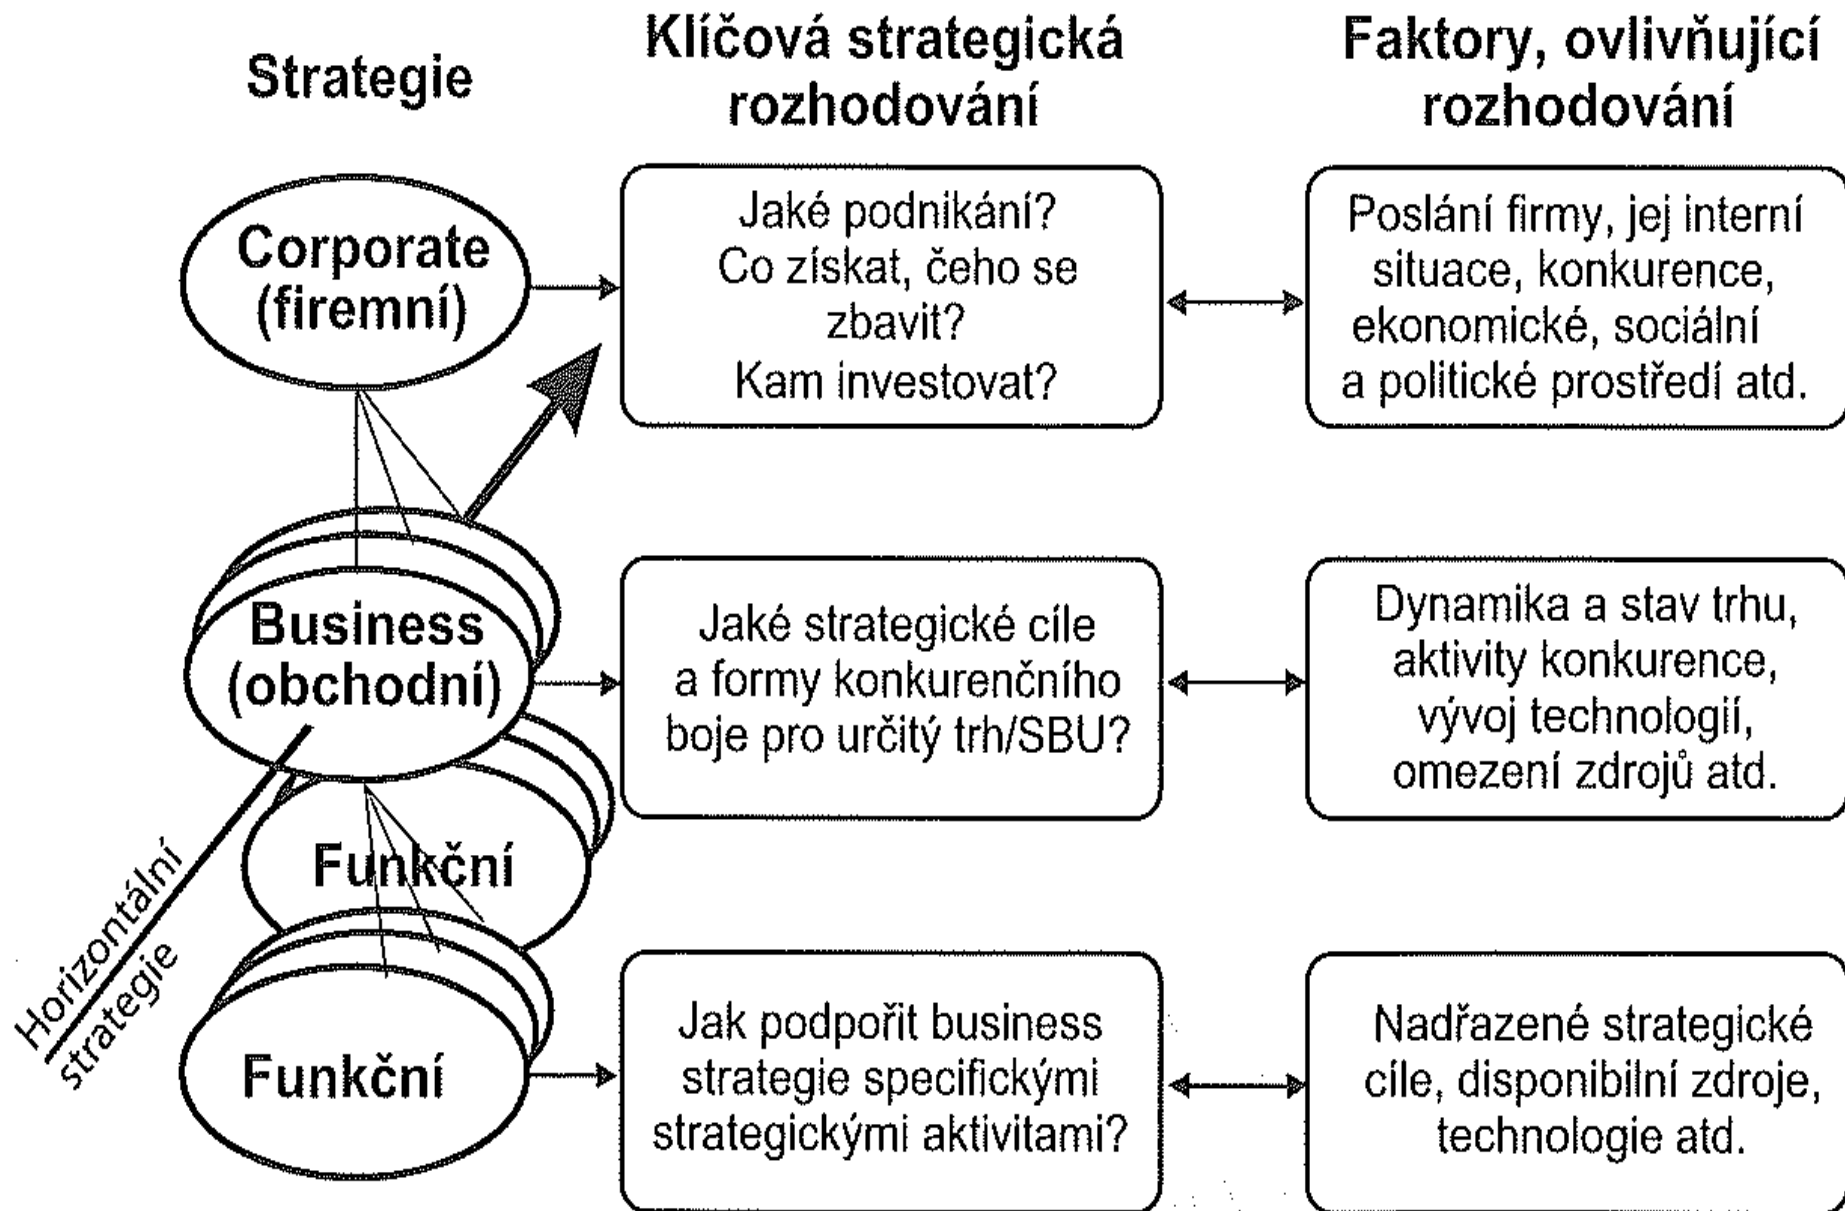 Strategie
Klíčová strategická
rozhodování
Faktory, ovlivňující
rozhodování
Corporate
(firemní)
Jaké podnikání?
Co získat, čeho se
zbavit?
Kam investovat?
Poslání firmy, jej interní
situace, konkurence,
ekonomické, sociální
a politické prostředí atd.
Business
(obchodní)
Jaké strategické cíle
a formy konkurenčního
boje pro určitý trh/SBU?
Dynamika a stav trhu,
aktivity konkurence,
vývoj technologií,
omezení zdrojů atd.
Funkční
Horizontální
strategie
Funkční
Jak podpořit business
strategie specifickými
strategickými aktivitami?
Nadřazené strategické
cíle, disponibilní zdroje,
technologie atd.